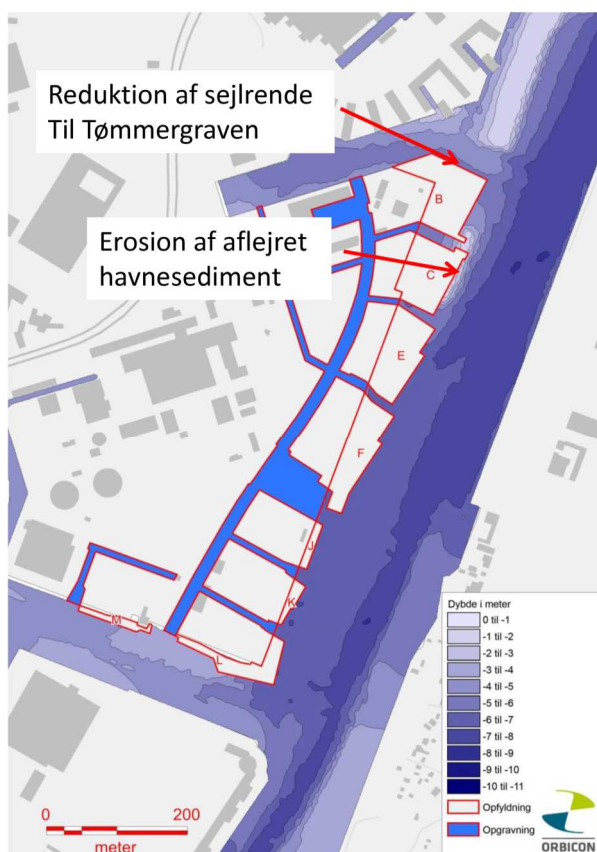 Reduktion af sejlrende
Til Tømmergraven
B
Erosion af aflejret
havnesediment
C
E
F
J
K
M
L
Dybde i meter
0 til -1
-1 til -2
-2 til -3
-3 til -4
-4 til -5
-5 til -6
-6 til -7
-7 til -8
-8 til -9
-9 til -10
-10 til -11
Opfyldning
Opgravning
0 200
meter
ORBICON